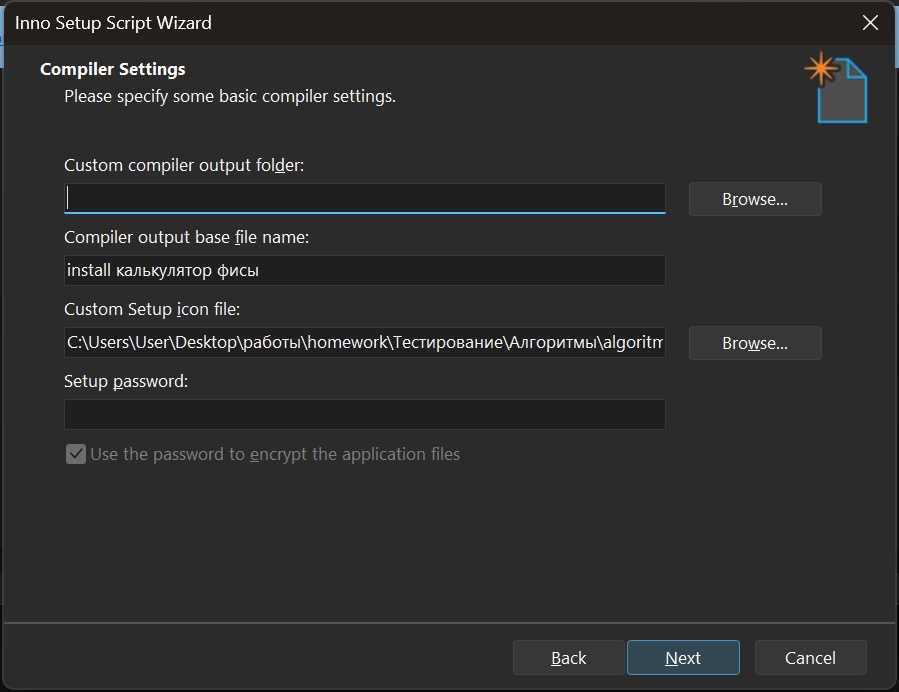 Inno Setup Script Wizard
Compiler Settings
Please specify some basic compiler settings.
Custom compiler output folder:
Browse...
Compiler output base file name:
install калькулятор фисы
Custom Setup icon file:
C:\Users\User\Desktop\работы\homework\Тестирование\Алгоритмы\algoritm
Browse...
Setup password:
Use the password to encrypt the application files
Back
Next
Cancel